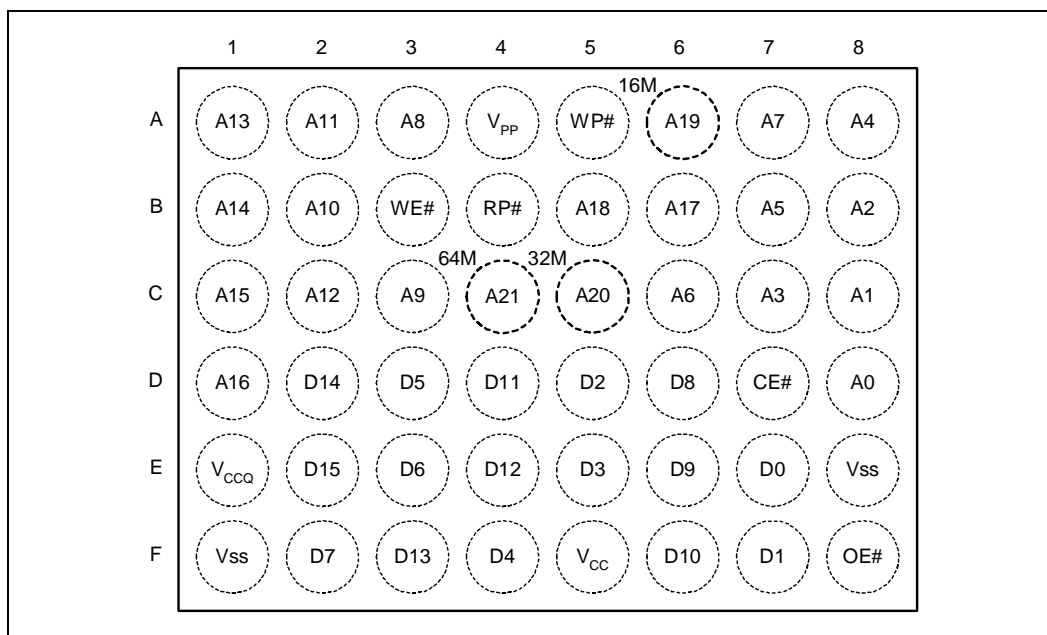 1 2 3 4 5 6 7 8
16M
A A13 A11 A8 VPP WP# A19 A7 A4
B A14 A10 WE# RP# A18 A17 A5 A2
64M 32M
C A15 A12 A9 A21 A20 A6 A3 A1
D A16 D14 D5 D11 D2 D8 CE# A0
E VCCQ D15 D6 D12 D3 D9 D0 Vss
F Vss D7 D13 D4 VCC D10 D1 OE#